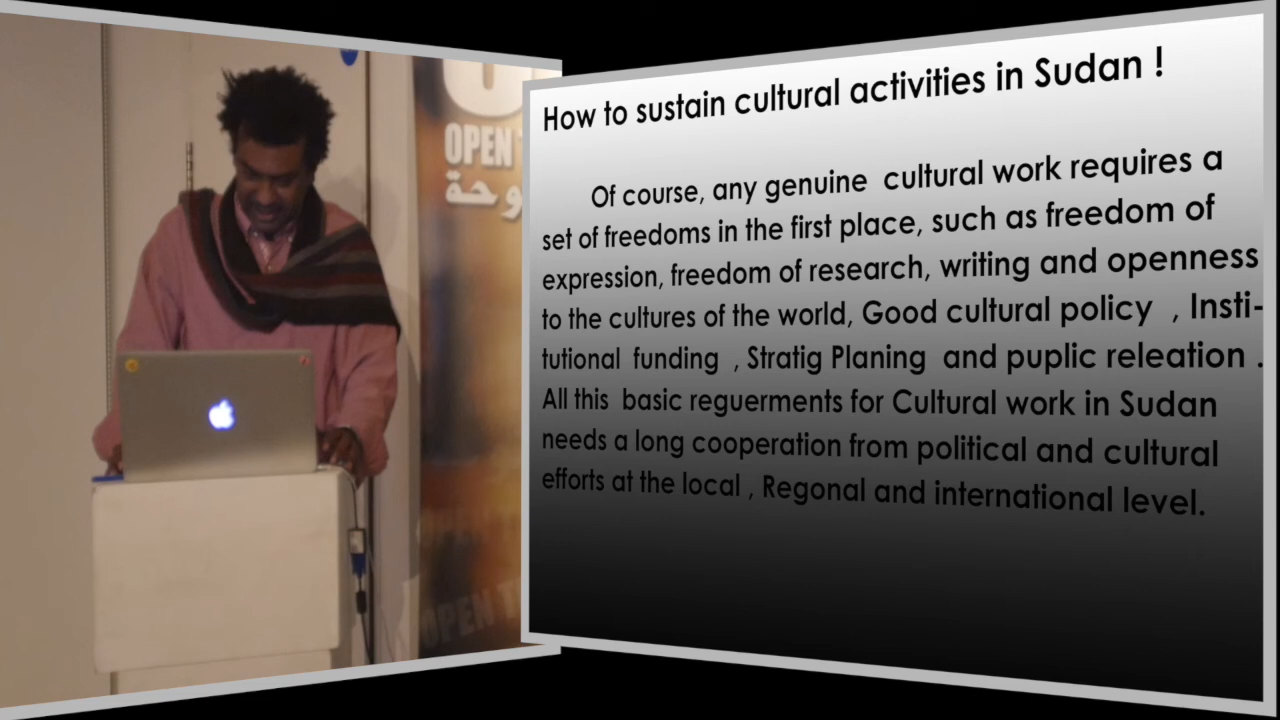 OPEN
وحة
How to sustain cultural activities in Sudan !
Of course, any genuine cultural work requires a
set of freedoms in the first place, such as freedom of
expression, freedom of research, writing and openness
to the cultures of the world, Good cultural policy , Insti-
tutional funding , Stratig Planing and puplic releation .
All this basic reguerments for Cultural work in Sudan
needs a long cooperation from political and cultural
efforts at the local , Regonal and international level.
OPEN